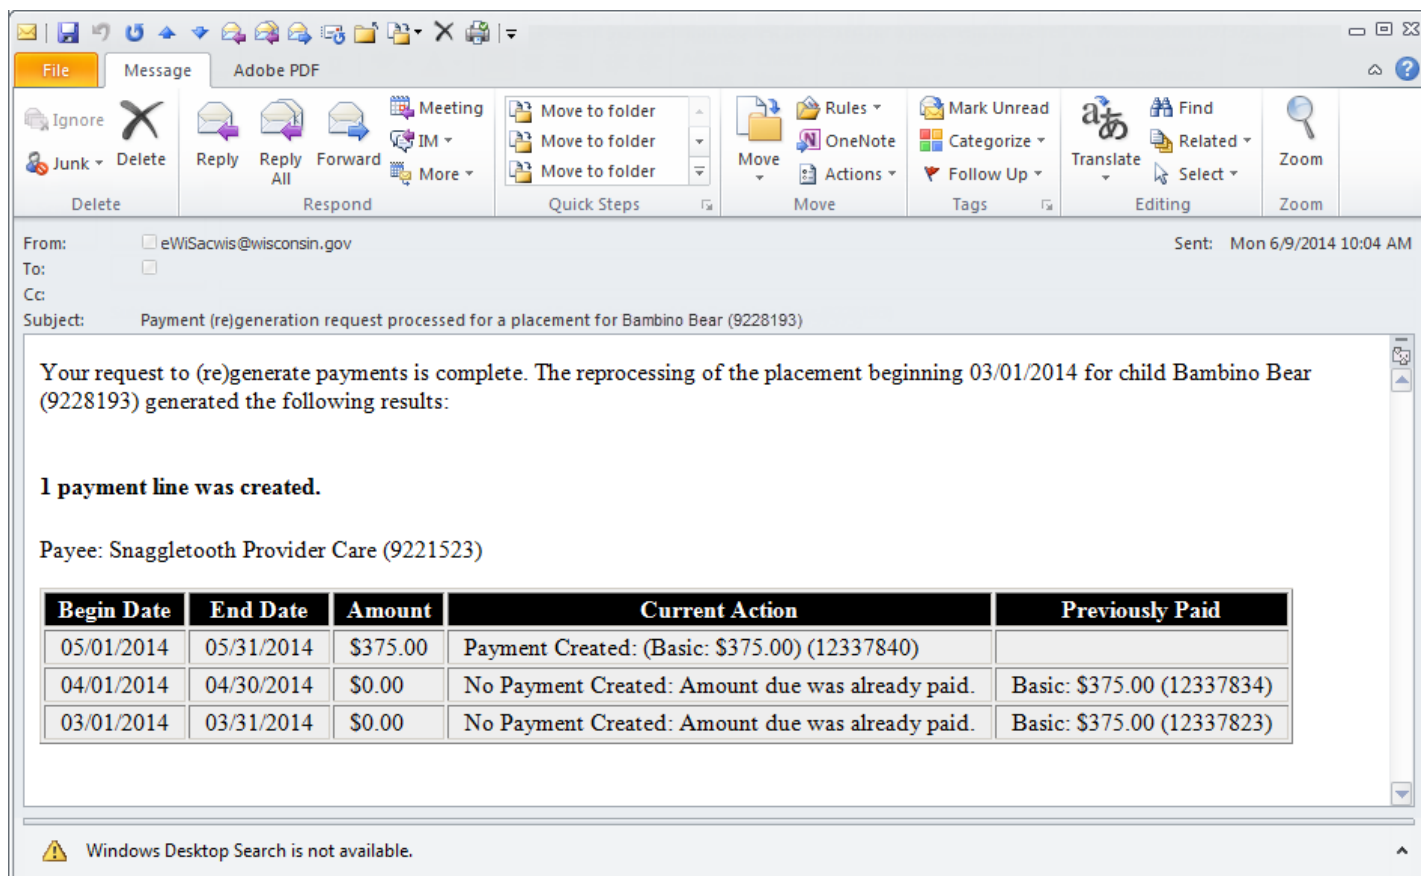 File Message Adobe PDF
Ignore
Junk
Delete
Reply
Reply All
Forward
Meeting
IM
More
Move to folder
Move to folder
Move to folder
Move
Rules
OneNote
Actions
Mark Unread
Categorize
Follow Up
Translate
Find
Related
Select
Zoom
Delete Respond Quick Steps Move Tags Editing Zoom
From: eWiSacwis@wisconsin.gov Sent: Mon 6/9/2014 10:04 AM
To:
Cc:
Subject: Payment (re)generation request processed for a placement for Bambino Bear (9228193)
Your request to (re)generate payments is complete. The reprocessing of the placement beginning 03/01/2014 for child Bambino Bear
(9228193) generated the following results:
1 payment line was created.
Payee: Snaggletooth Provider Care (9221523)
Begin Date End Date Amount Current Action Previously Paid
05/01/2014 05/31/2014 $375.00 Payment Created: (Basic: $375.00) (12337840)
04/01/2014 04/30/2014 $0.00 No Payment Created: Amount due was already paid. Basic: $375.00 (12337834)
03/01/2014 03/31/2014 $0.00 No Payment Created: Amount due was already paid. Basic: $375.00 (12337823)
Windows Desktop Search is not available.